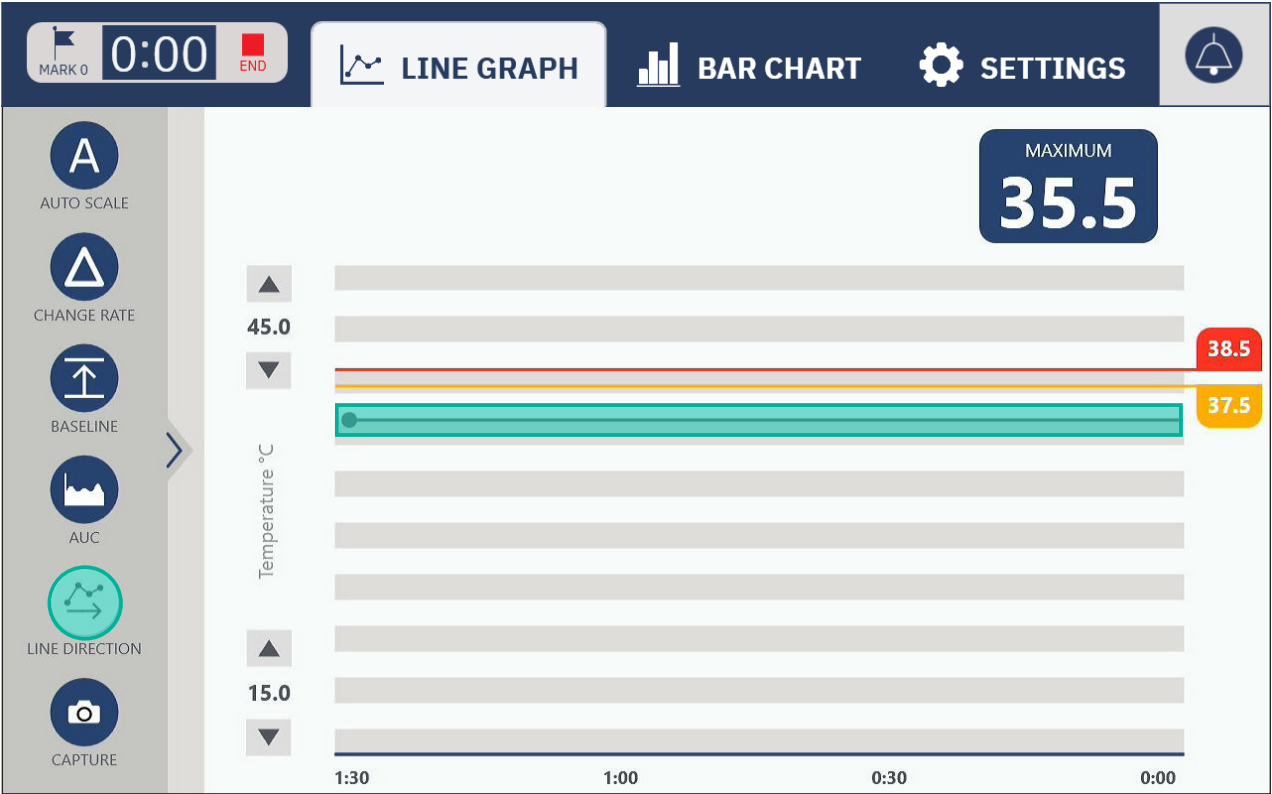 MARK 0
0:00
END
LINE GRAPH
BAR CHART
SETTINGS
A
AUTO SCALE
CHANGE RATE
BASELINE
AUC
LINE DIRECTION
CAPTURE
MAXIMUM
35.5
45.0
38.5
37.5
Temperature °C
15.0
1:30 1:00 0:30 0:00